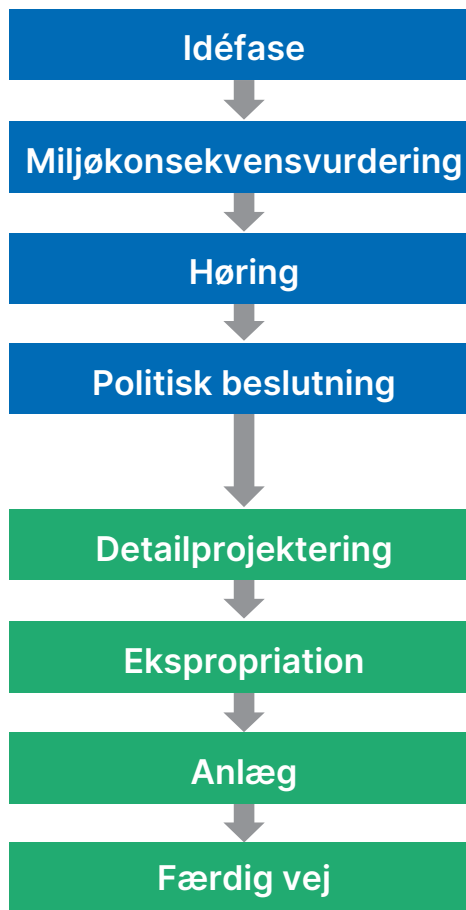 Idéfase
Miljøkonsekvensvurdering
Høring
Politisk beslutning
Detailprojektering
Ekspropriation
Anlæg
Færdig vej